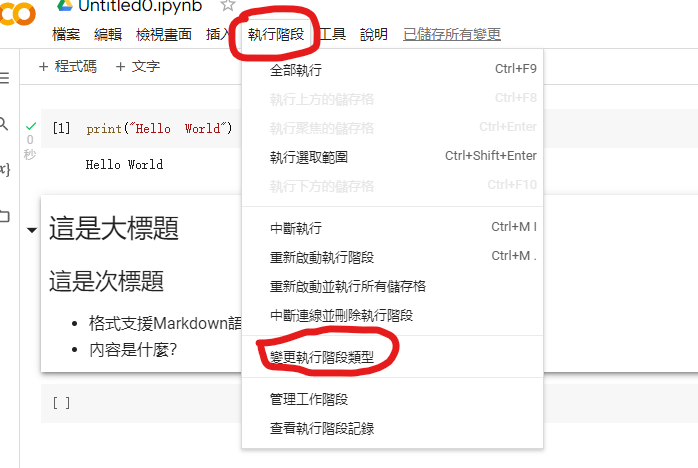 Untitled0.ipynb
檔案 編輯 檢視畫面 插入 執行階段 工具 說明 已儲存所有變更
+ 程式碼 + 文字
全部執行 Ctrl+F9
執行上方的儲存格 Ctrl+F8
執行聚焦的儲存格 Ctrl+Enter
執行選取範圍 Ctrl+Shift+Enter
執行下方的儲存格 Ctrl+F10
中斷執行 Ctrl+M I
重新啟動執行階段 Ctrl+M .
重新啟動並執行所有儲存格
中斷連線並刪除執行階段
變更執行階段類型
管理工作階段
查看執行階段記錄
[1] print("Hello  World")
0
秒
Hello World
這是大標題
這是次標題
• 格式支援Markdown語
• 內容是什麼?
[ ]